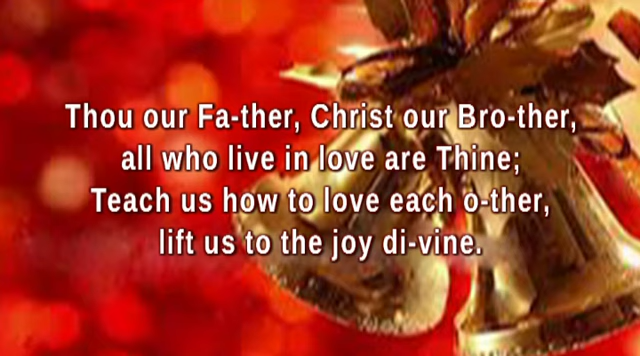 Thou our Fa-ther, Christ our Bro-ther,
all who live in love are Thine;
Teach us how to love each o-ther,
lift us to the joy di-vine.